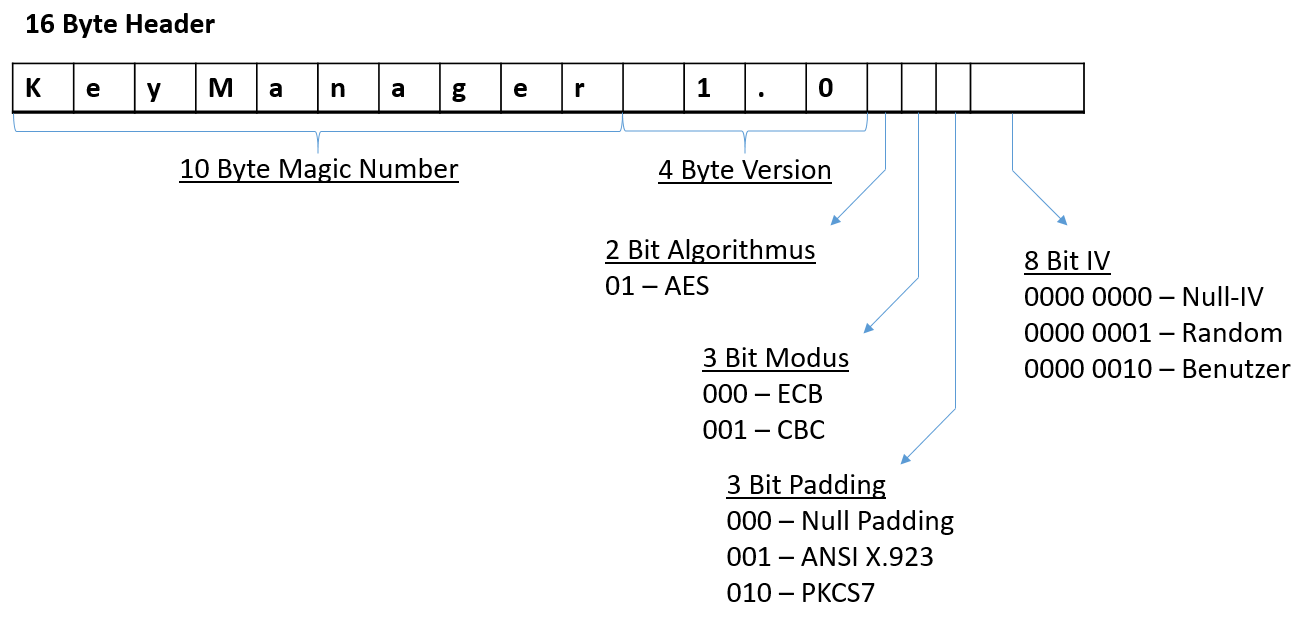 16 Byte Header
K e y M a n a g e r 1 . 0
10 Byte Magic Number
4 Byte Version
2 Bit Algorithmus
01 – AES
3 Bit Modus
000 – ECB
001 – CBC
3 Bit Padding
000 – Null Padding
001 – ANSI X.923
010 – PKCS7
8 Bit IV
0000 0000 – Null-IV
0000 0001 – Random
0000 0010 – Benutzer